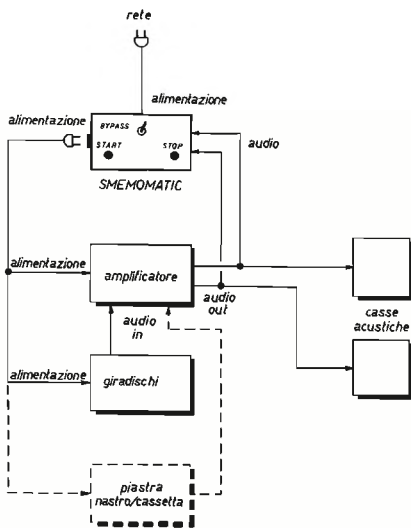 rete
alimentazione
alimentazione
BYPASS
START
STOP
SMEMOMATIC
audio
alimentazione
amplificatore
audio
out
casse
acustiche
audio
in
giradischi
alimentazione
piastra
nastro/cassetta